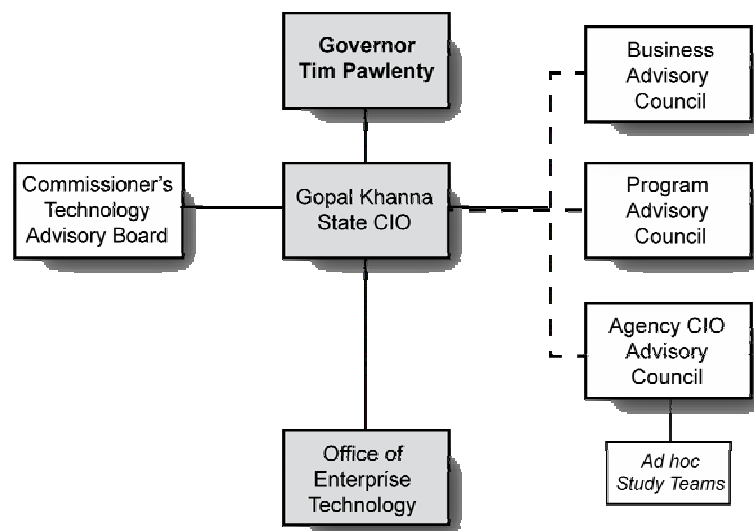 Governor
Tim Pawlenty
Business
Advisory
Council
Commissioner's
Technology
Advisory Board
Gopal Khanna
State CIO
Program
Advisory
Council
Agency CIO
Advisory
Council
Office of
Enterprise
Technology
Ad hoc
Study Teams